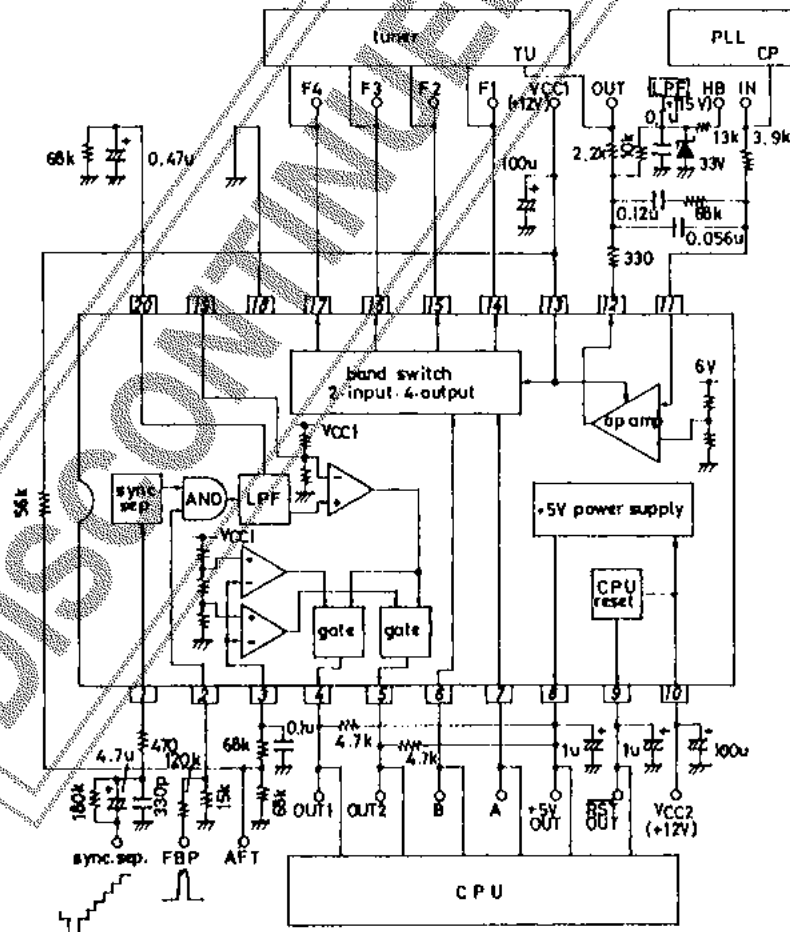 DISCONTINUED
tuner
TU
PLL
CP
F4
F3
F2
F1
VCC1
(+12V)
OUT
LPF
HB
IN
(15V)
68k
0.47u
100u
2.2k
13k
3.9k
33V
0.12u
68k
0.056u
330
20
19
18
17
16
15
14
13
12
11
band switch
2-input 4-output
6V
op amp
VCC1
sync
sep
AND
LPF
+5V power supply
VCC1
CPU
reset
56k
gate
gate
1
2
3
4
5
6
7
8
9
10
470
4.7u
120k
68k
0.1u
4.7k
4.7k
1u
1u
100u
180k
330p
15k
68k
OUT1
OUT2
B
A
+5V
OUT
RST
OUT
VCC2
(+12V)
sync.sep.
FBP
AFT
CPU